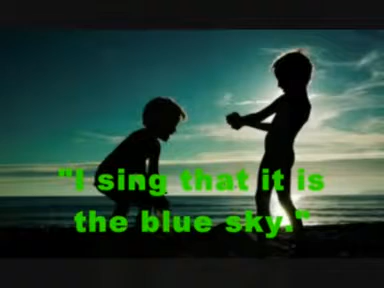 "I sing that it is
the blue sky."